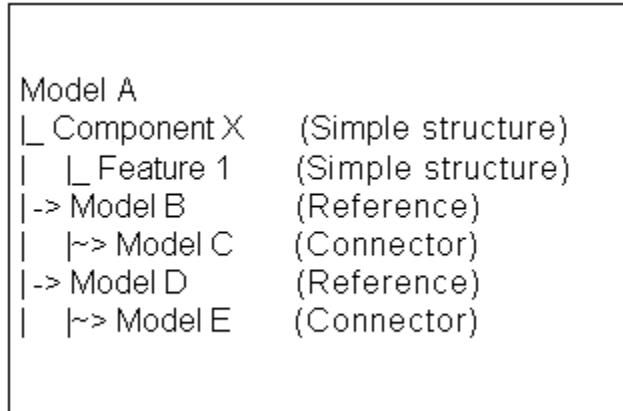 Model A
|_ Component X (Simple structure)
| |_ Feature 1 (Simple structure)
|-> Model B (Reference)
| |~> Model C (Connector)
|-> Model D (Reference)
| |~> Model E (Connector)